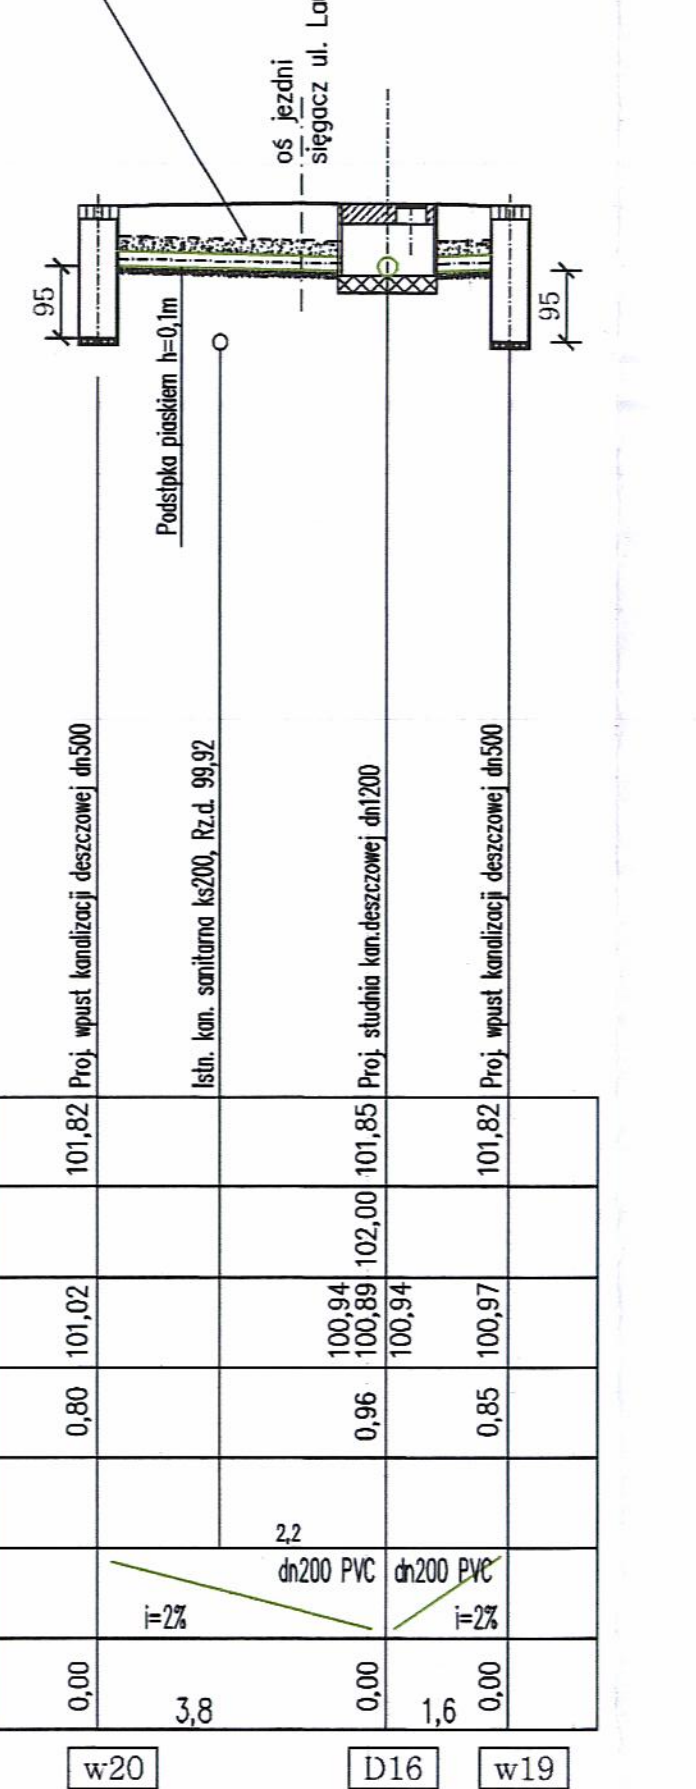 oś jezdni
sięgacz ul.
95
95
Podstpka piaskiem h=0,1m
Proj. wpust kanalizacji deszczowej dn500
Istn. kan. sanitarna ks200, Rz.d. 99,92
Proj. studnia kan.deszczowej dn1200
Proj. wpust kanalizacji deszczowej dn500
101,82
101,85
101,82
102,00
101,02
100,94
100,89
100,94
100,97
0,80
0,96
0,85
2,2
dn200 PVC
dn200 PVC
i=2%
i=2%
0,00
3,8
0,00
1,6
0,00
w20
D16
w19